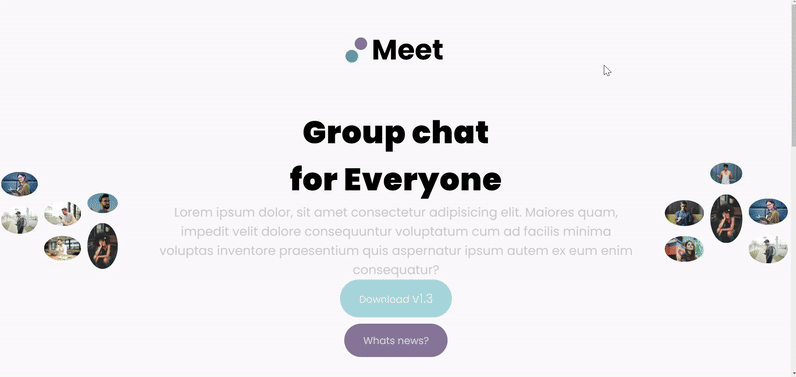 Meet
Group chat
for Everyone
Lorem ipsum dolor, sit amet consectetur adipisicing elit. Maiores quam,
impedit velit dolore consequuntur voluptatum cum ad facilis minima
voluptas inventore praesentium quis aspernatur ipsum autem ex eum enim
consequatur?
Download V1.3
Whats news?